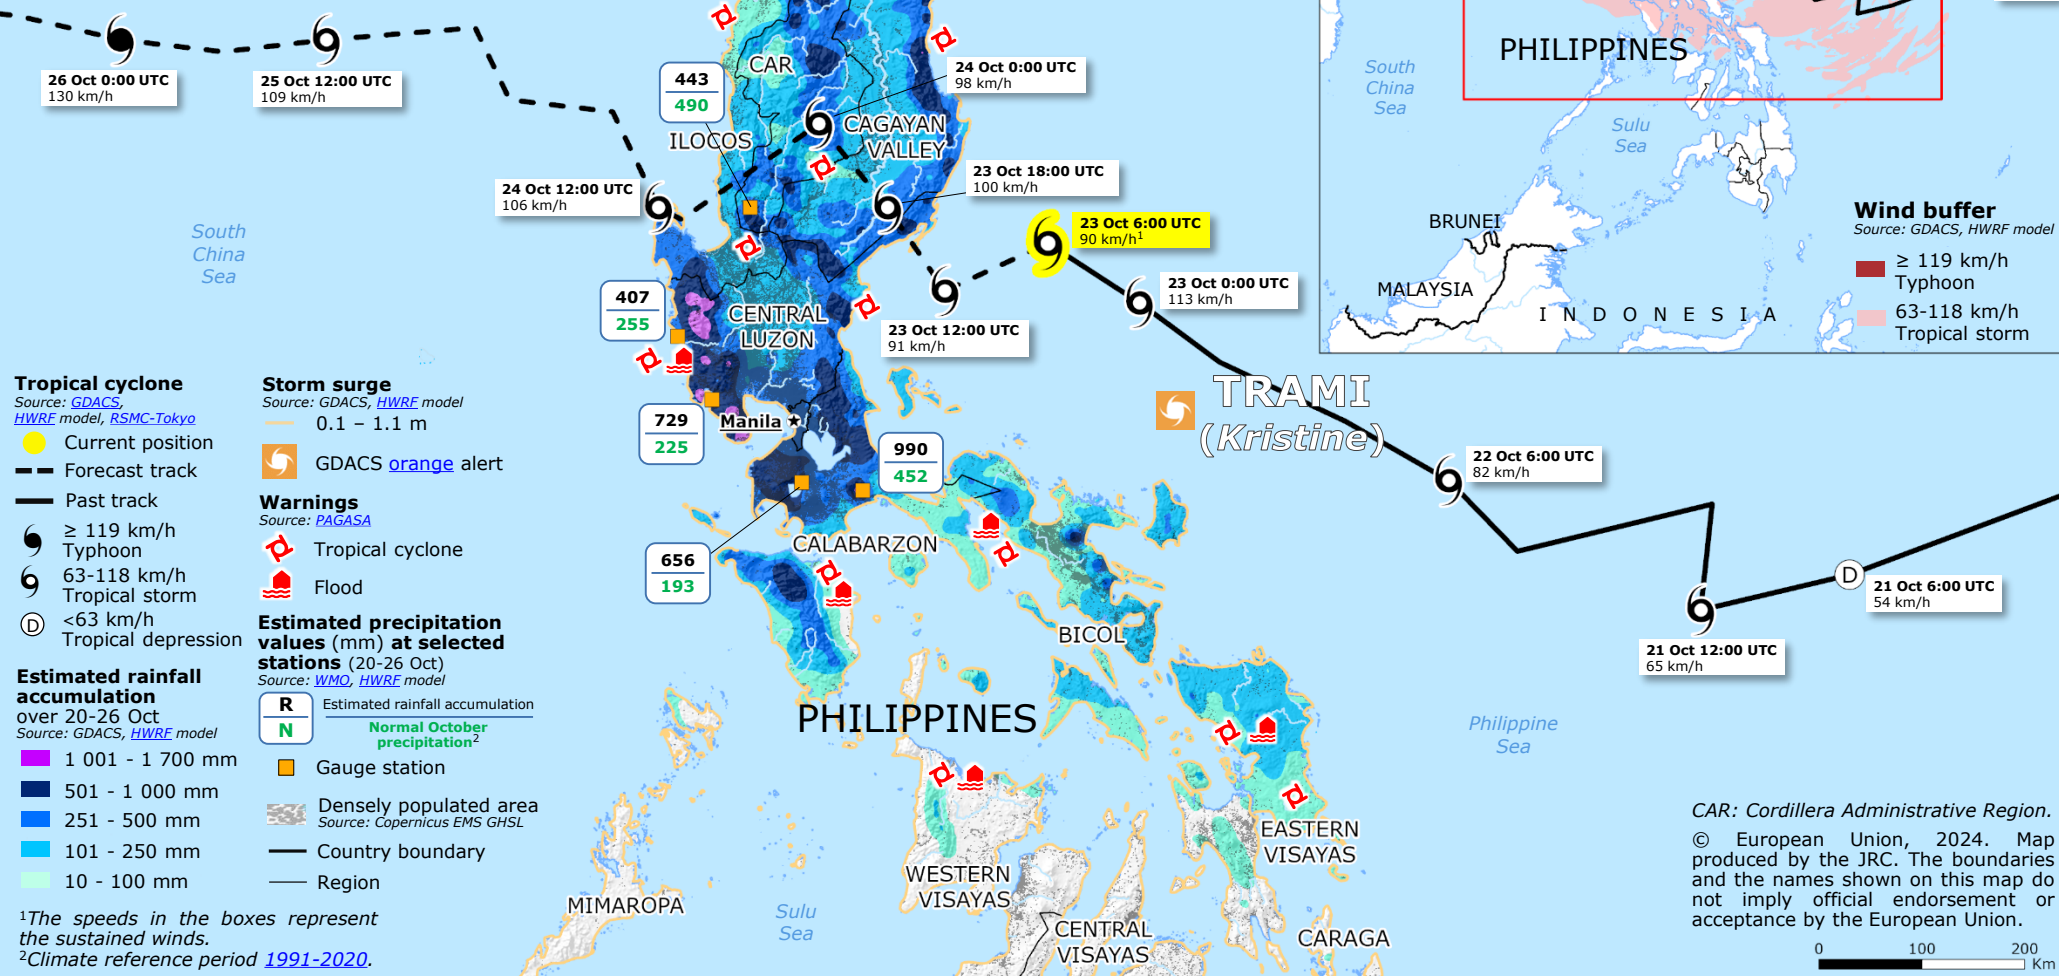 26 Oct 0:00 UTC
130 km/h
25 Oct 12:00 UTC
109 km/h
443
490
CAR
ILOCOS
CAGAYAN
VALLEY
24 Oct 0:00 UTC
98 km/h
23 Oct 18:00 UTC
100 km/h
24 Oct 12:00 UTC
106 km/h
23 Oct 6:00 UTC
90 km/h1
23 Oct 0:00 UTC
113 km/h
23 Oct 12:00 UTC
91 km/h
South
China
Sea
407
255
CENTRAL
LUZON
729
225
Manila
990
452
656
193
CALABARZON
BICOL
TRAMI
(Kristine)
22 Oct 6:00 UTC
82 km/h
D
21 Oct 6:00 UTC
54 km/h
21 Oct 12:00 UTC
65 km/h
PHILIPPINES
Philippine
Sea
WESTERN
VISAYAS
EASTERN
VISAYAS
MIMAROPA
Sulu
Sea
CENTRAL
VISAYAS
CARAGA
PHILIPPINES
South
China
Sea
Sulu
Sea
BRUNEI
MALAYSIA
INDONESIA
Wind buffer
Source: GDACS, HWRF model
≥ 119 km/h
Typhoon
63-118 km/h
Tropical storm
Tropical cyclone
Source: GDACS,
HWRF model, RSMC-Tokyo
Current position
Forecast track
Past track
≥ 119 km/h
Typhoon
63-118 km/h
Tropical storm
D
<63 km/h
Tropical depression
Estimated rainfall
accumulation
over 20-26 Oct
Source: GDACS, HWRF model
1 001 - 1 700 mm
501 - 1 000 mm
251 - 500 mm
101 - 250 mm
10 - 100 mm
Storm surge
Source: GDACS, HWRF model
0.1 – 1.1 m
GDACS orange alert
Warnings
Source: PAGASA
Tropical cyclone
Flood
Estimated precipitation
values (mm) at selected
stations (20-26 Oct)
Source: WMO, HWRF model
R
N
Estimated rainfall accumulation
Normal October
precipitation2
Gauge station
Densely populated area
Source: Copernicus EMS GHSL
Country boundary
Region
1The speeds in the boxes represent
the sustained winds.
2Climate reference period 1991-2020.
CAR: Cordillera Administrative Region.
© European Union, 2024. Map
produced by the JRC. The boundaries
and the names shown on this map do
not imply official endorsement or
acceptance by the European Union.
0 100 200
Km